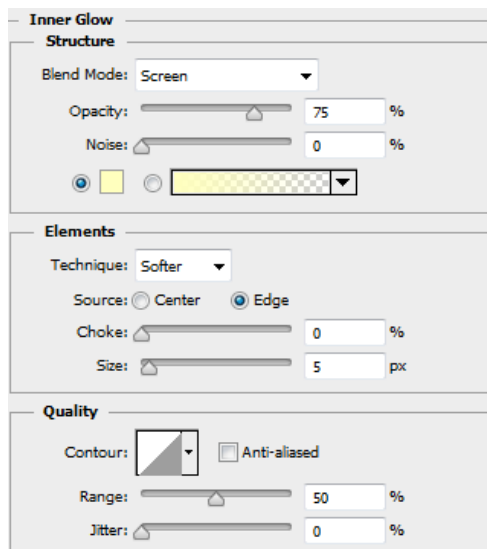 Inner Glow
Structure
Blend Mode: Screen
Opacity: 75 %
Noise: 0 %
Elements
Technique: Softer
Source: Center Edge
Choke: 0 %
Size: 5 px
Quality
Contour: Anti-aliased
Range: 50 %
Jitter: 0 %